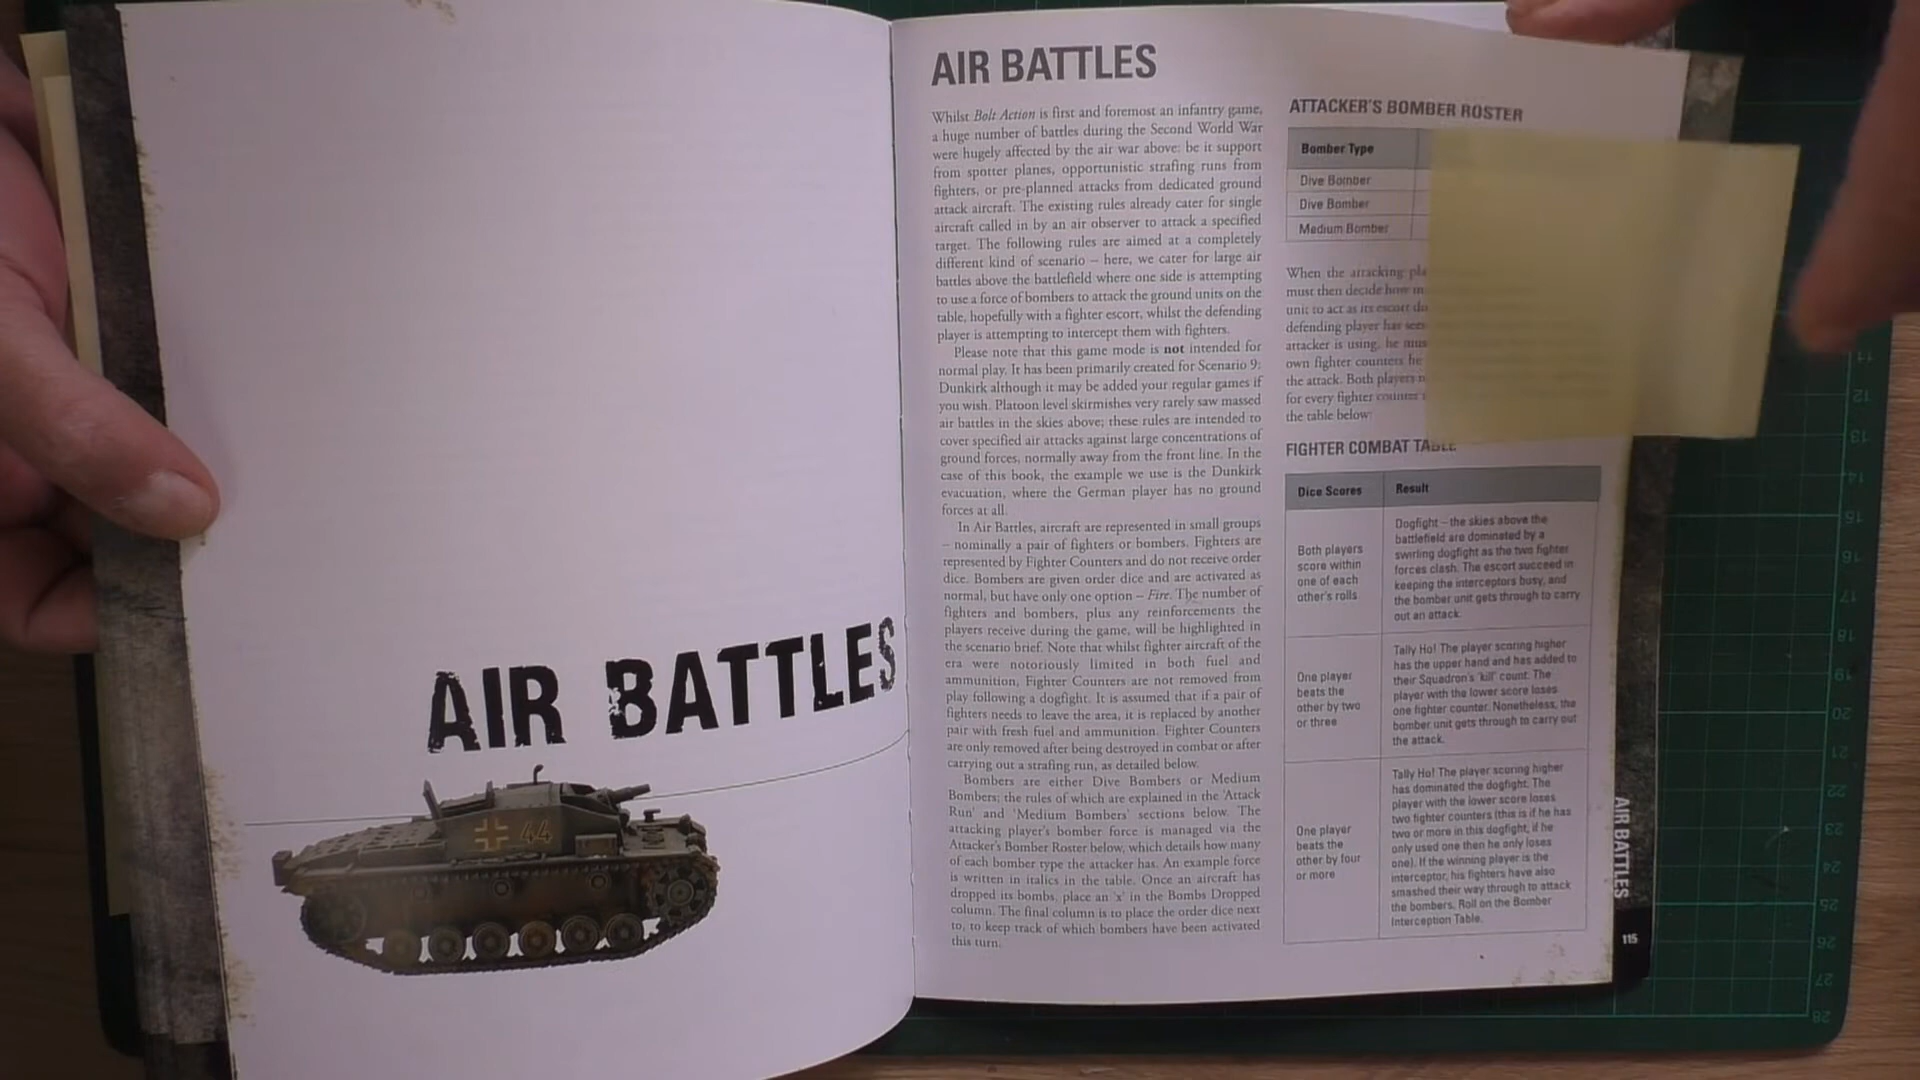 AIR BATTLES
44
AIR BATTLES
Whilst Bolt Action is first and foremost an infantry game,
a huge number of battles during the Second World War
were hugely affected by the air war above: be it support
from spotter planes, opportunistic strafing runs from
fighters, or pre-planned attacks from dedicated ground
attack aircraft. The existing rules already cater for single
aircraft called in by an air observer to attack a specified
target. The following rules are aimed at a completely
different kind of scenario – here, we cater for large air
battles above the battlefield where one side is attempting
to use a force of bombers to attack the ground units on the
table, hopefully with a fighter escort, whilst the defending
player is attempting to intercept them with fighters.
Please note that this game mode is not intended for
normal play. It has been primarily created for Scenario 9:
Dunkirk although it may be added your regular games if
you wish. Platoon level skirmishes very rarely saw massed
air battles in the skies above; these rules are intended to
cover specified air attacks against large concentrations of
ground forces, normally away from the front line. In the
case of this book, the example we use is the Dunkirk
evacuation, where the German player has no ground
forces at all.
In Air Battles, aircraft are represented in small groups
– nominally a pair of fighters or bombers. Fighters are
represented by Fighter Counters and do not receive order
dice. Bombers are given order dice and are activated as
normal, but have only one option – Fire. The number of
fighters and bombers, plus any reinforcements the
players receive during the game, will be highlighted in
the scenario brief. Note that whilst fighter aircraft of the
era were notoriously limited in both fuel and
ammunition, Fighter Counters are not removed from
play following a dogfight. It is assumed that if a pair of
fighters needs to leave the area, it is replaced by another
pair with fresh fuel and ammunition. Fighter Counters
are only removed after being destroyed in combat or after
carrying out a strafing run, as detailed below.
Bombers are either Dive Bombers or Medium
Bombers; the rules of which are explained in the 'Attack
Run' and 'Medium Bombers' sections below. The
attacking player's bomber force is managed via the
Attacker's Bomber Roster below, which details how many
of each bomber type the attacker has. An example force
is written in italics in the table. Once an aircraft has
dropped its bombs, place an 'x' in the Bombs Dropped
column. The final column is to place the order dice next
to, to keep track of which bombers have been activated
this turn.
ATTACKER'S BOMBER ROSTER
Bomber Type
Dive Bomber
Dive Bomber
Medium Bomber
When the attacking
must then decide how
unit to act as its escort
defending player has
attacker is using, he
own fighter counters he
the attack. Both players
for every fighter counter
the table below:
FIGHTER COMBAT TABLE
Dice Scores Result
Both players
score within
one of each
other's rolls
Dogfight – the skies above the
battlefield are dominated by a
swirling dogfight as the two fighter
forces clash. The escort succeed in
keeping the interceptors busy, and
the bomber unit gets through to carry
out an attack.
One player
beats the
other by two
or three
Tally Ho! The player scoring higher
has the upper hand and has added to
their Squadron's 'kill' count. The
player with the lower score loses
one fighter counter. Nonetheless, the
bomber unit gets through to carry out
the attack.
One player
beats the
other by four
or more
Tally Ho! The player scoring higher
has dominated the dogfight. The
player with the lower score loses
two fighter counters (this is if he has
two or more in this dogfight, if he
only used one then he only loses
one). If the winning player is the
interceptor, his fighters have also
smashed their way through to attack
the bombers. Roll on the Bomber
Interception Table.
AIR BATTLES
115
11
12
13
14
15
16
17
18
19
20
21
22
23
24
25
26
27
28